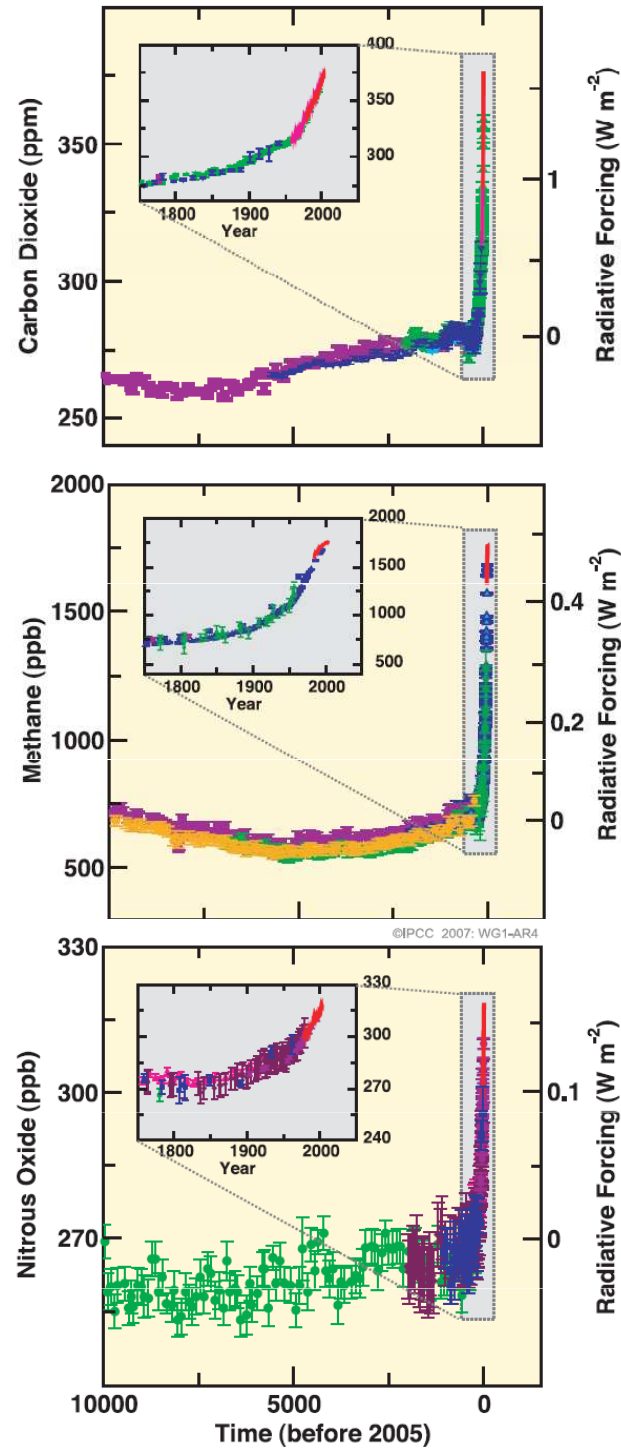 Carbon Dioxide (ppm)
350
300
250
400
350
300
1800 1900 2000
Year
1
0
Radiative Forcing (W m-2)
Methane (ppb)
2000
1500
1000
500
2000
1500
1000
500
1800 1900 2000
Year
0.4
0.2
0
Radiative Forcing (W m-2)
©IPCC 2007: WG1-AR4
Nitrous Oxide (ppb)
330
300
270
330
300
270
240
1800 1900 2000
Year
0.1
0
Radiative Forcing (W m-2)
10000 5000 0
Time (before 2005)